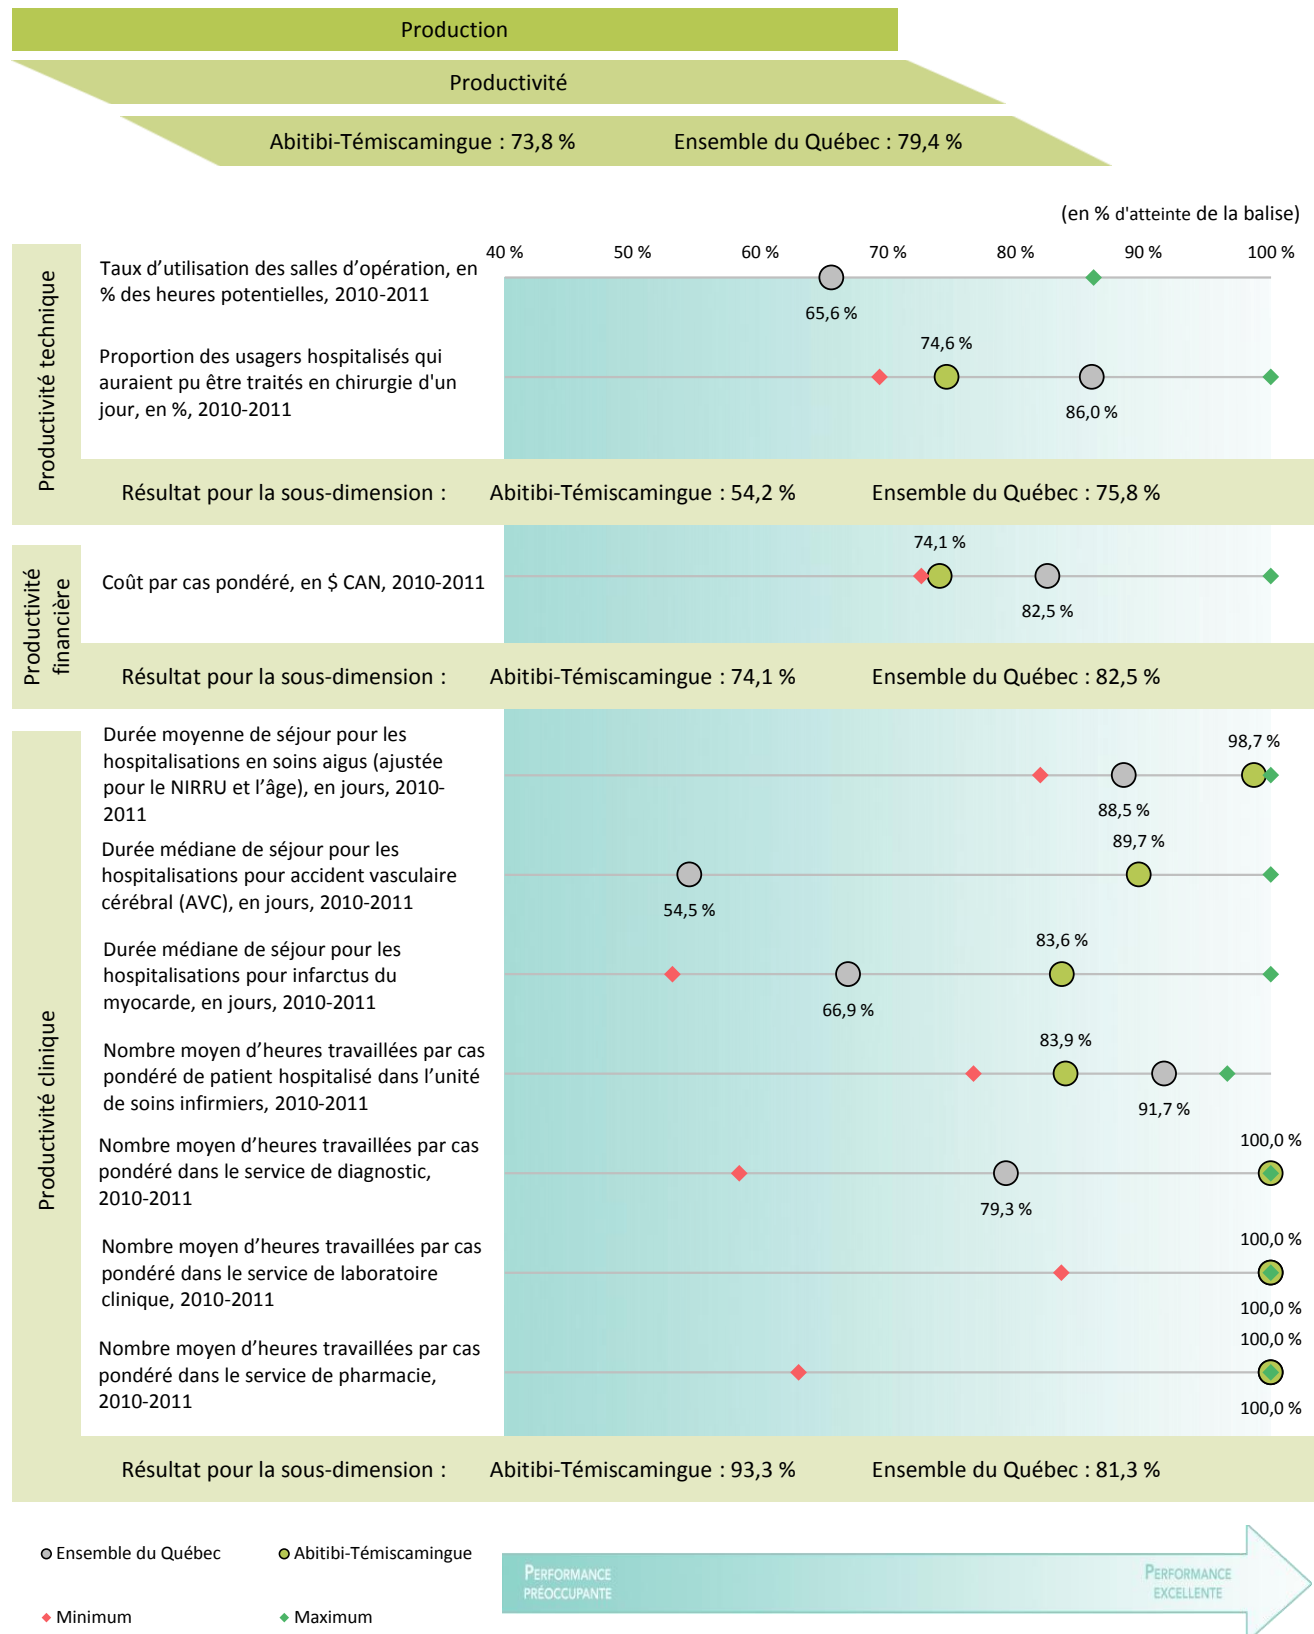 Production
Productivité
Abitibi-Témiscamingue : 73,8 % Ensemble du Québec : 79,4 %
(en % d'atteinte de la balise)
40 % 50 % 60 % 70 % 80 % 90 % 100 %
Productivité technique
Taux d’utilisation des salles d’opération, en
% des heures potentielles, 2010-2011
65,6 %
Proportion des usagers hospitalisés qui
auraient pu être traités en chirurgie d'un
jour, en %, 2010-2011
74,6 %
86,0 %
Résultat pour la sous-dimension : Abitibi-Témiscamingue : 54,2 % Ensemble du Québec : 75,8 %
Productivité
financière
Coût par cas pondéré, en $ CAN, 2010-2011
74,1 %
82,5 %
Résultat pour la sous-dimension : Abitibi-Témiscamingue : 74,1 % Ensemble du Québec : 82,5 %
Productivité clinique
Durée moyenne de séjour pour les
hospitalisations en soins aigus (ajustée
pour le NIRRU et l’âge), en jours, 2010-
2011
98,7 %
88,5 %
Durée médiane de séjour pour les
hospitalisations pour accident vasculaire
cérébral (AVC), en jours, 2010-2011
89,7 %
54,5 %
Durée médiane de séjour pour les
hospitalisations pour infarctus du
myocarde, en jours, 2010-2011
83,6 %
66,9 %
Nombre moyen d’heures travaillées par cas
pondéré de patient hospitalisé dans l’unité
de soins infirmiers, 2010-2011
83,9 %
91,7 %
Nombre moyen d’heures travaillées par cas
pondéré dans le service de diagnostic,
2010-2011
100,0 %
79,3 %
Nombre moyen d’heures travaillées par cas
pondéré dans le service de laboratoire
clinique, 2010-2011
100,0 %
100,0 %
Nombre moyen d’heures travaillées par cas
pondéré dans le service de pharmacie,
2010-2011
100,0 %
100,0 %
Résultat pour la sous-dimension : Abitibi-Témiscamingue : 93,3 % Ensemble du Québec : 81,3 %
Ensemble du Québec Abitibi-Témiscamingue
Minimum Maximum
PERFORMANCE
PRÉOCCUPANTE
PERFORMANCE
EXCELLENTE